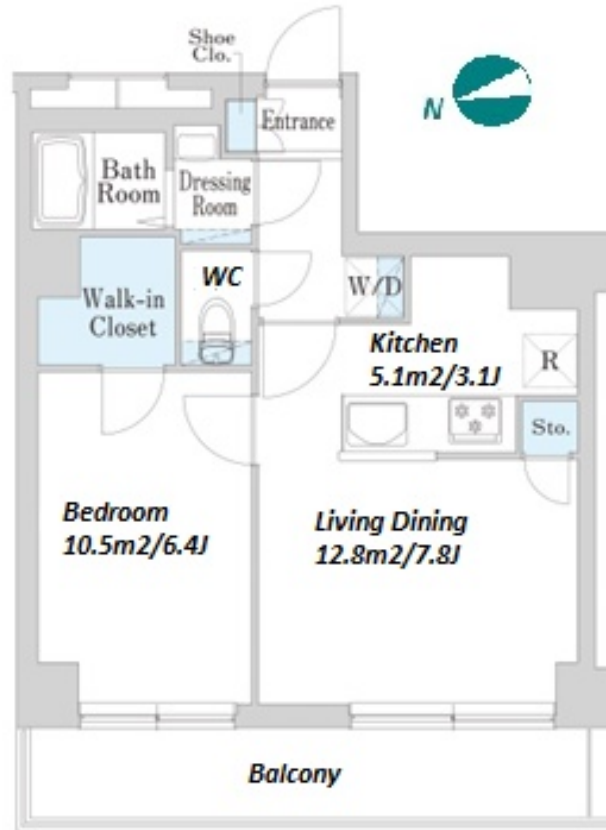 Shoe
Clo.
Entrance
N
Bath
Room
Dressing
Room
WC
W/D
Walk-in
Closet
Kitchen
5.1m2/3.1J
R
Sto.
Bedroom
10.5m2/6.4J
Living Dining
12.8m2/7.8J
Balcony